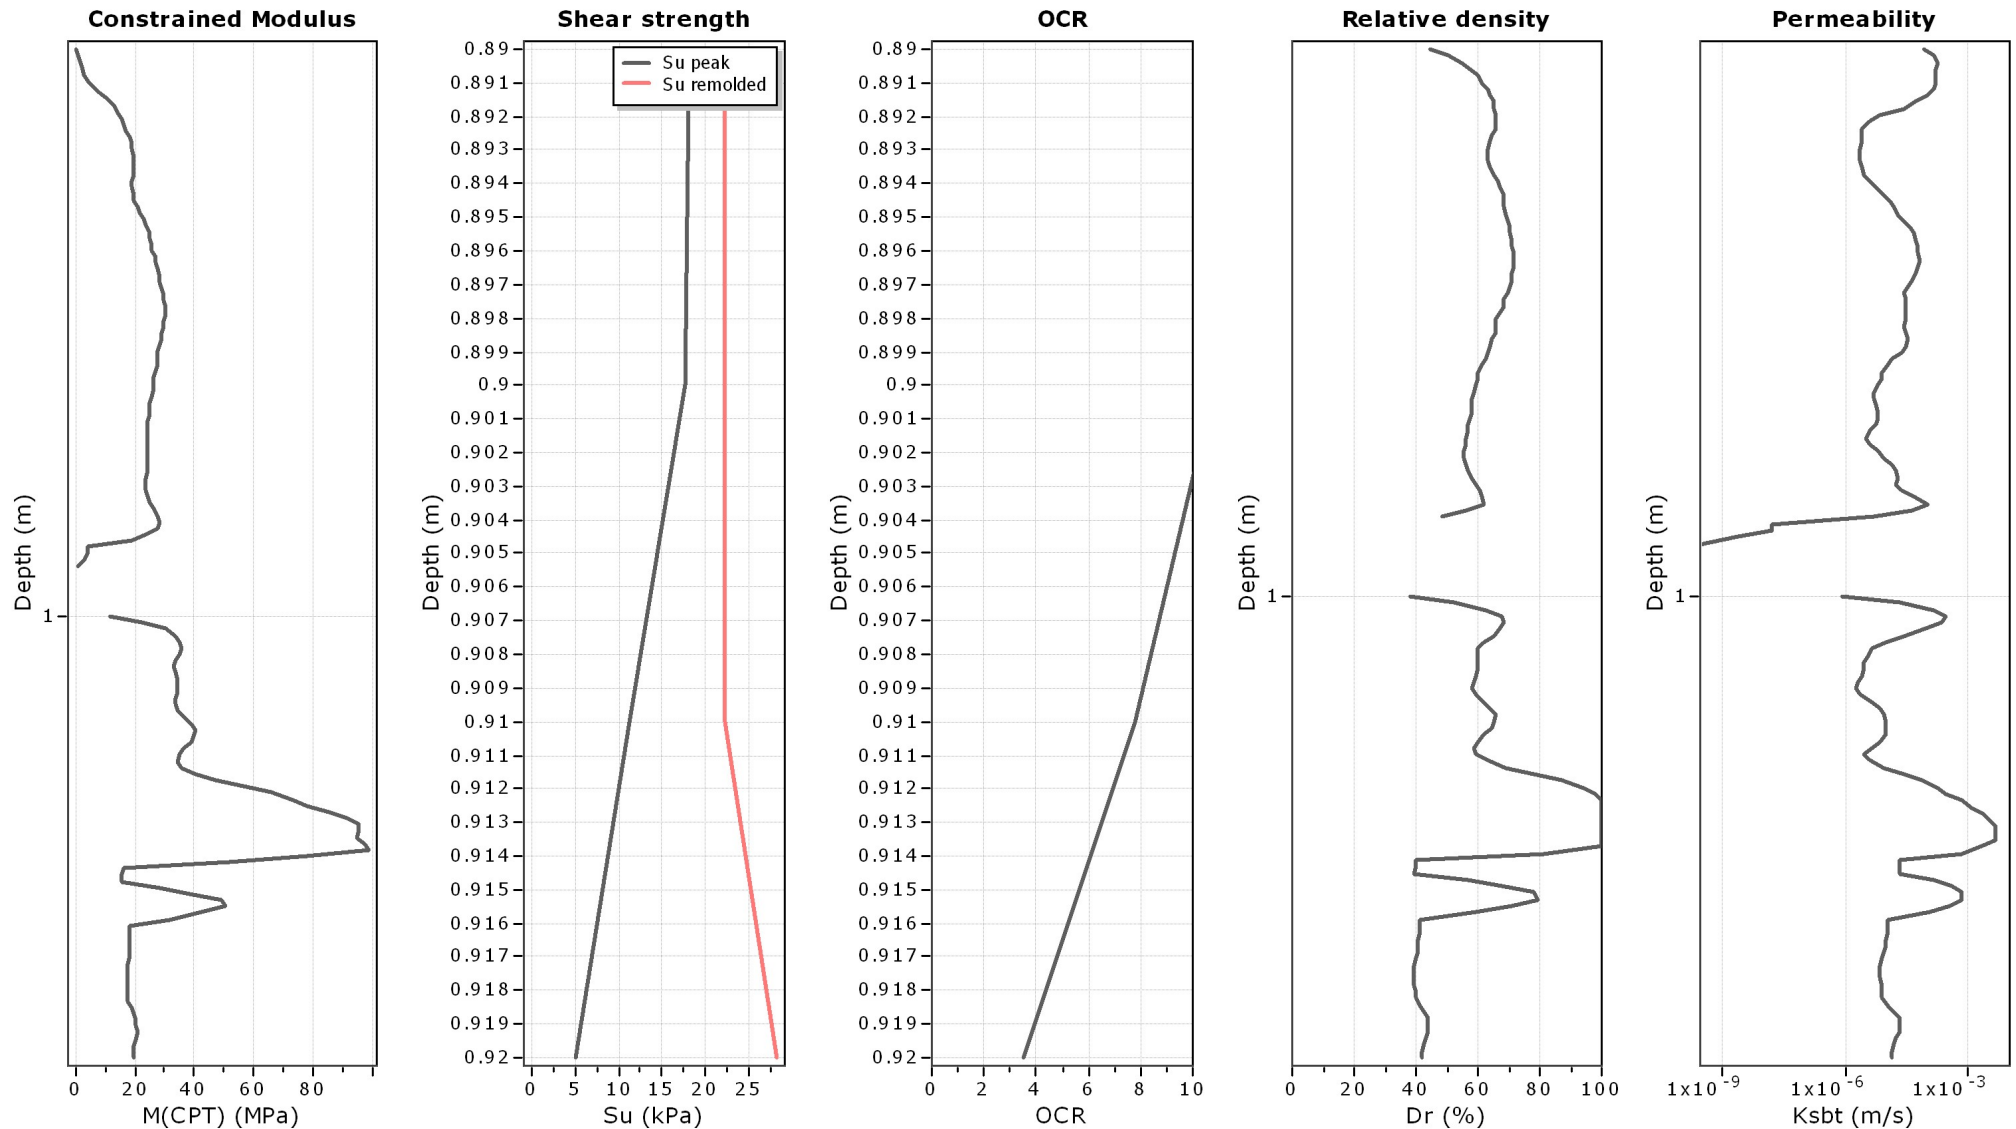 Constrained Modulus
Depth (m)
1
0 20 40 60 80
M(CPT) (MPa)
Shear strength
Su peak
Su remolded
Depth (m)
0.89
0.891
0.892
0.893
0.894
0.895
0.896
0.897
0.898
0.899
0.9
0.901
0.902
0.903
0.904
0.905
0.906
0.907
0.908
0.909
0.91
0.911
0.912
0.913
0.914
0.915
0.916
0.917
0.918
0.919
0.92
0 5 10 15 20 25
Su (kPa)
OCR
Depth (m)
0.89
0.891
0.892
0.893
0.894
0.895
0.896
0.897
0.898
0.899
0.9
0.901
0.902
0.903
0.904
0.905
0.906
0.907
0.908
0.909
0.91
0.911
0.912
0.913
0.914
0.915
0.916
0.917
0.918
0.919
0.92
0 2 4 6 8 10
OCR
Relative density
Depth (m)
1
0 20 40 60 80 100
Dr (%)
Permeability
Depth (m)
1
1x10⁻⁹ 1x10⁻⁶ 1x10⁻³
Ksbt (m/s)